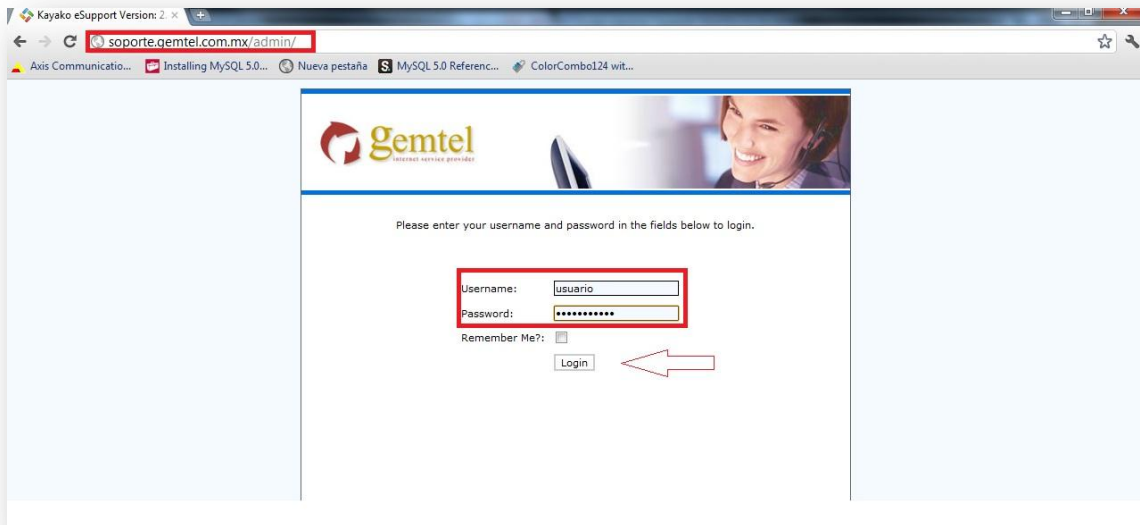 Kayako eSupport Version: 2
soporte.gemtel.com.mx/admin/
Axis Communicatio... Installing MySQL 5.0... Nueva pestaña MySQL 5.0 Referenc... ColorCombo124 wit...
gemtel
internet service provider
Please enter your username and password in the fields below to login.
Username: usuario
Password: •••••••••••
Remember Me?:
Login